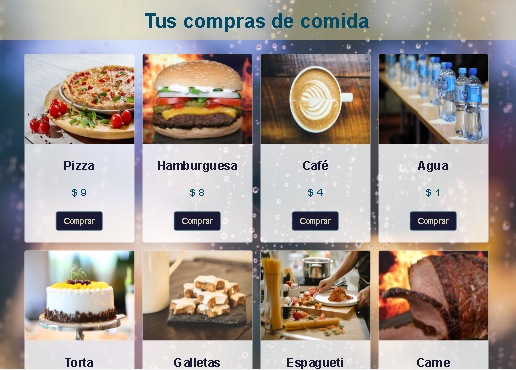 Tus compras de comida
Pizza Hamburguesa Café Agua
$ 9 $ 8 $ 4 $ 1
Comprar Comprar Comprar Comprar
Torta Galletas Espagueti Carne